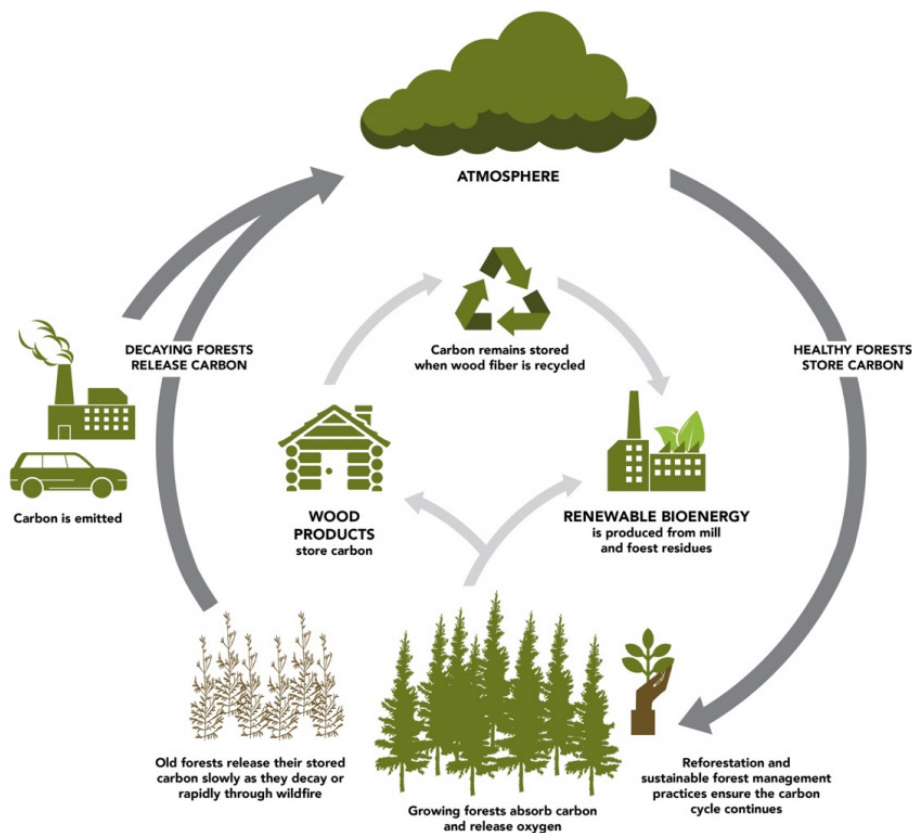 ATMOSPHERE
DECAYING FORESTS
RELEASE CARBON
Carbon remains stored
when wood fiber is recycled
HEALTHY FORESTS
STORE CARBON
Carbon is emitted
WOOD
PRODUCTS
store carbon
RENEWABLE BIOENERGY
is produced from mill
and foest residues
Old forests release their stored
carbon slowly as they decay or
rapidly through wildfire
Growing forests absorb carbon
and release oxygen
Reforestation and
sustainable forest management
practices ensure the carbon
cycle continues